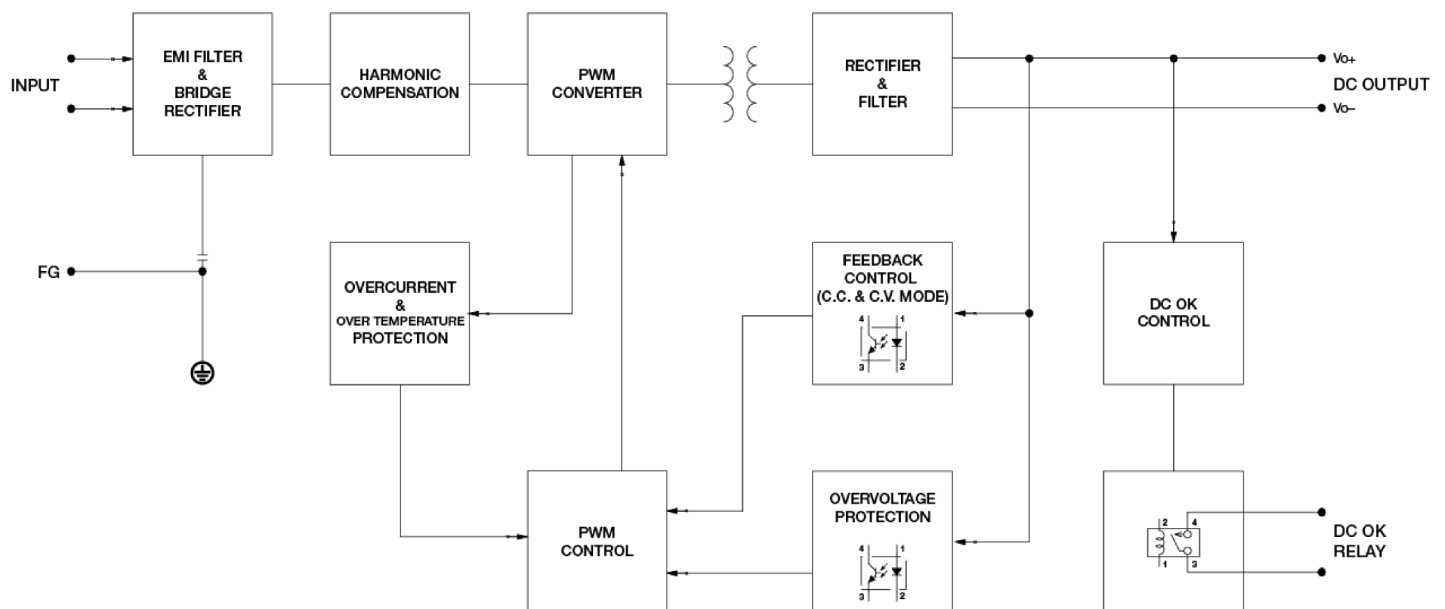 INPUT
EMI FILTER
&
BRIDGE
RECTIFIER
HARMONIC
COMPENSATION
PWM
CONVERTER
RECTIFIER
&
FILTER
Vo+
DC OUTPUT
Vo–
FG
OVERCURRENT
&
OVER TEMPERATURE
PROTECTION
FEEDBACK
CONTROL
(C.C. & C.V. MODE)
4 1
3 2
DC OK
CONTROL
PWM
CONTROL
OVERVOLTAGE
PROTECTION
4 1
3 2
2 4
1 3
DC OK
RELAY